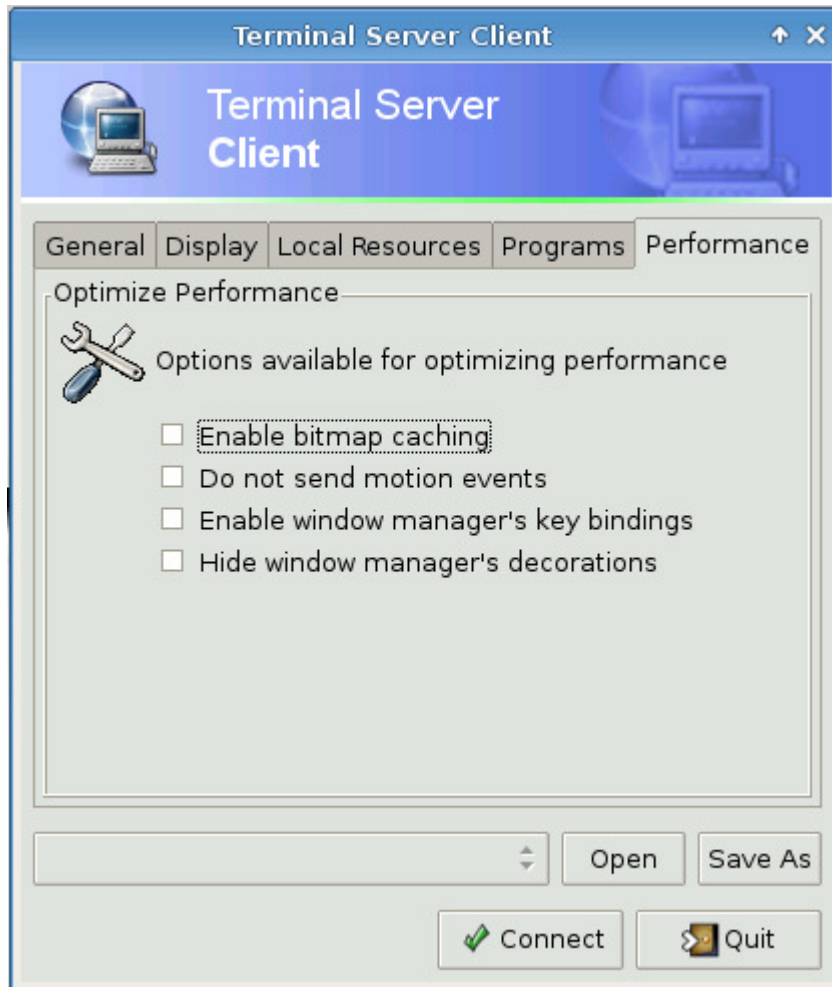 Terminal Server Client
Terminal Server
Client
General Display Local Resources Programs Performance
Optimize Performance
Options available for optimizing performance
Enable bitmap caching
Do not send motion events
Enable window manager's key bindings
Hide window manager's decorations
Open Save As
Connect Quit